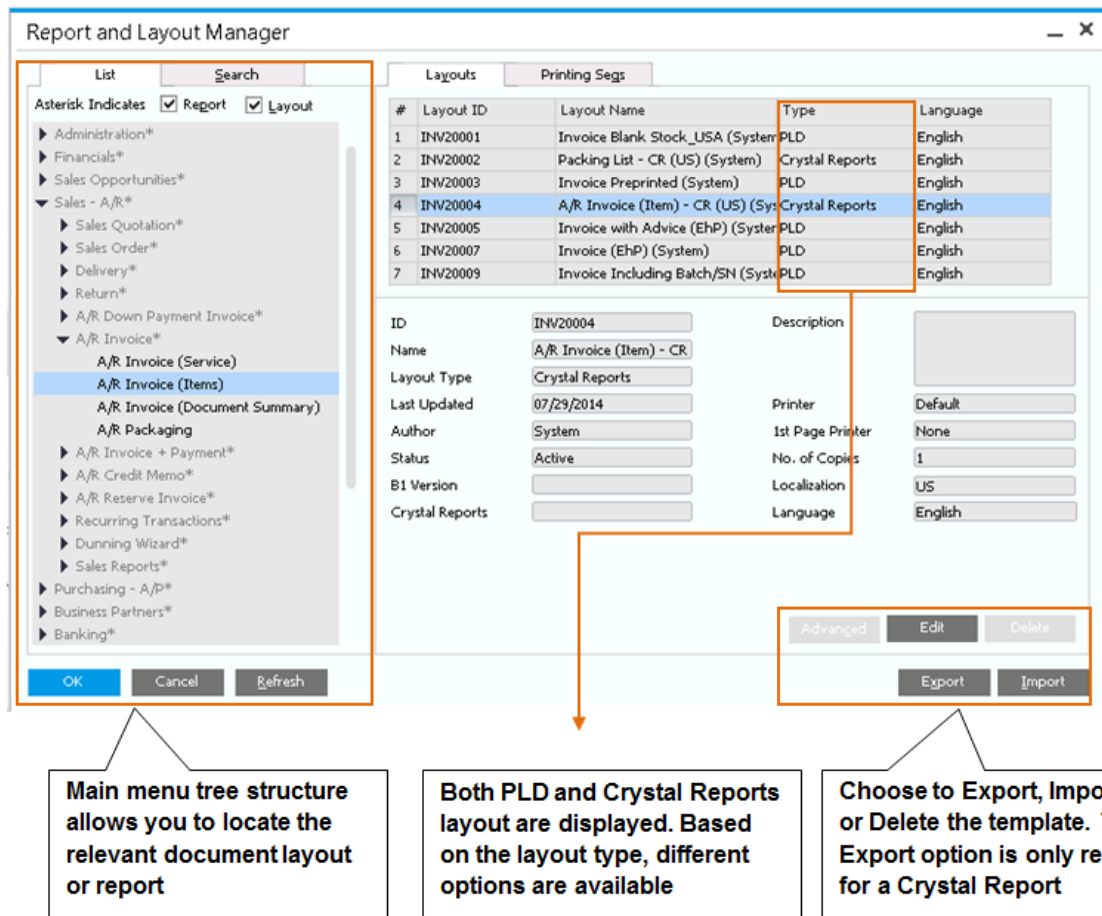 Report and Layout Manager
List Search
Asterisk Indicates Report Layout
Administration*
Financials*
Sales Opportunities*
Sales - A/R*
Sales Quotation*
Sales Order*
Delivery*
Return*
A/R Down Payment Invoice*
A/R Invoice*
A/R Invoice (Service)
A/R Invoice (Items)
A/R Invoice (Document Summary)
A/R Packaging
A/R Invoice + Payment*
A/R Credit Memo*
A/R Reserve Invoice*
Recurring Transactions*
Dunning Wizard*
Sales Reports*
Purchasing - A/P*
Business Partners*
Banking*
OK Cancel Refresh
Layouts Printing Seqs
# Layout ID Layout Name Type Language
1 INV20001 Invoice Blank Stock_USA (System PLD English
2 INV20002 Packing List - CR (US) (System) Crystal Reports English
3 INV20003 Invoice Preprinted (System) PLD English
4 INV20004 A/R Invoice (Item) - CR (US) (Sys Crystal Reports English
5 INV20005 Invoice with Advice (EhP) (System PLD English
6 INV20007 Invoice (EhP) (System) PLD English
7 INV20009 Invoice Including Batch/SN (Syste PLD English
ID INV20004 Description
Name A/R Invoice (Item) - CR
Layout Type Crystal Reports
Last Updated 07/29/2014 Printer Default
Author System 1st Page Printer None
Status Active No. of Copies 1
B1 Version Localization US
Crystal Reports Language English
Advanced Edit Delete
Export Import
Main menu tree structure
allows you to locate the
relevant document layout
or report
Both PLD and Crystal Reports
layout are displayed. Based
on the layout type, different
options are available
Choose to Export, Impo
or Delete the template.
Export option is only re
for a Crystal Report